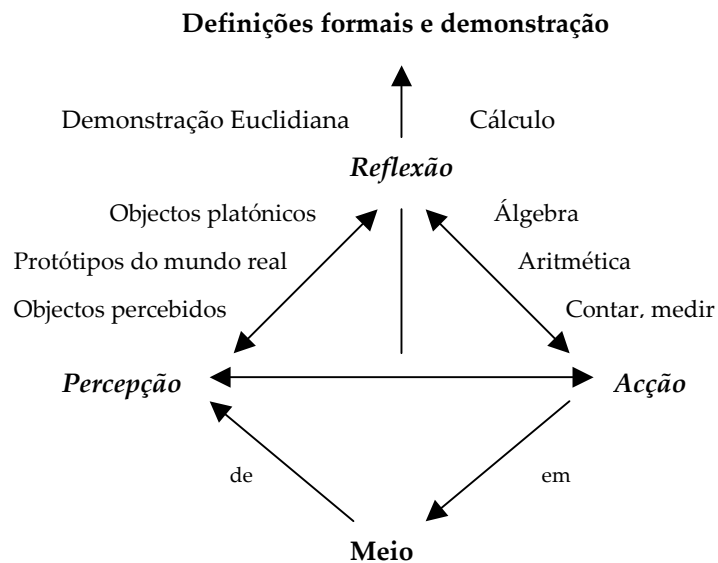 Definições formais e demonstração
Demonstração Euclidiana Cálculo
Reflexão
Objectos platónicos Álgebra
Protótipos do mundo real Aritmética
Objectos percebidos Contar, medir
Percepção Acção
de em
Meio